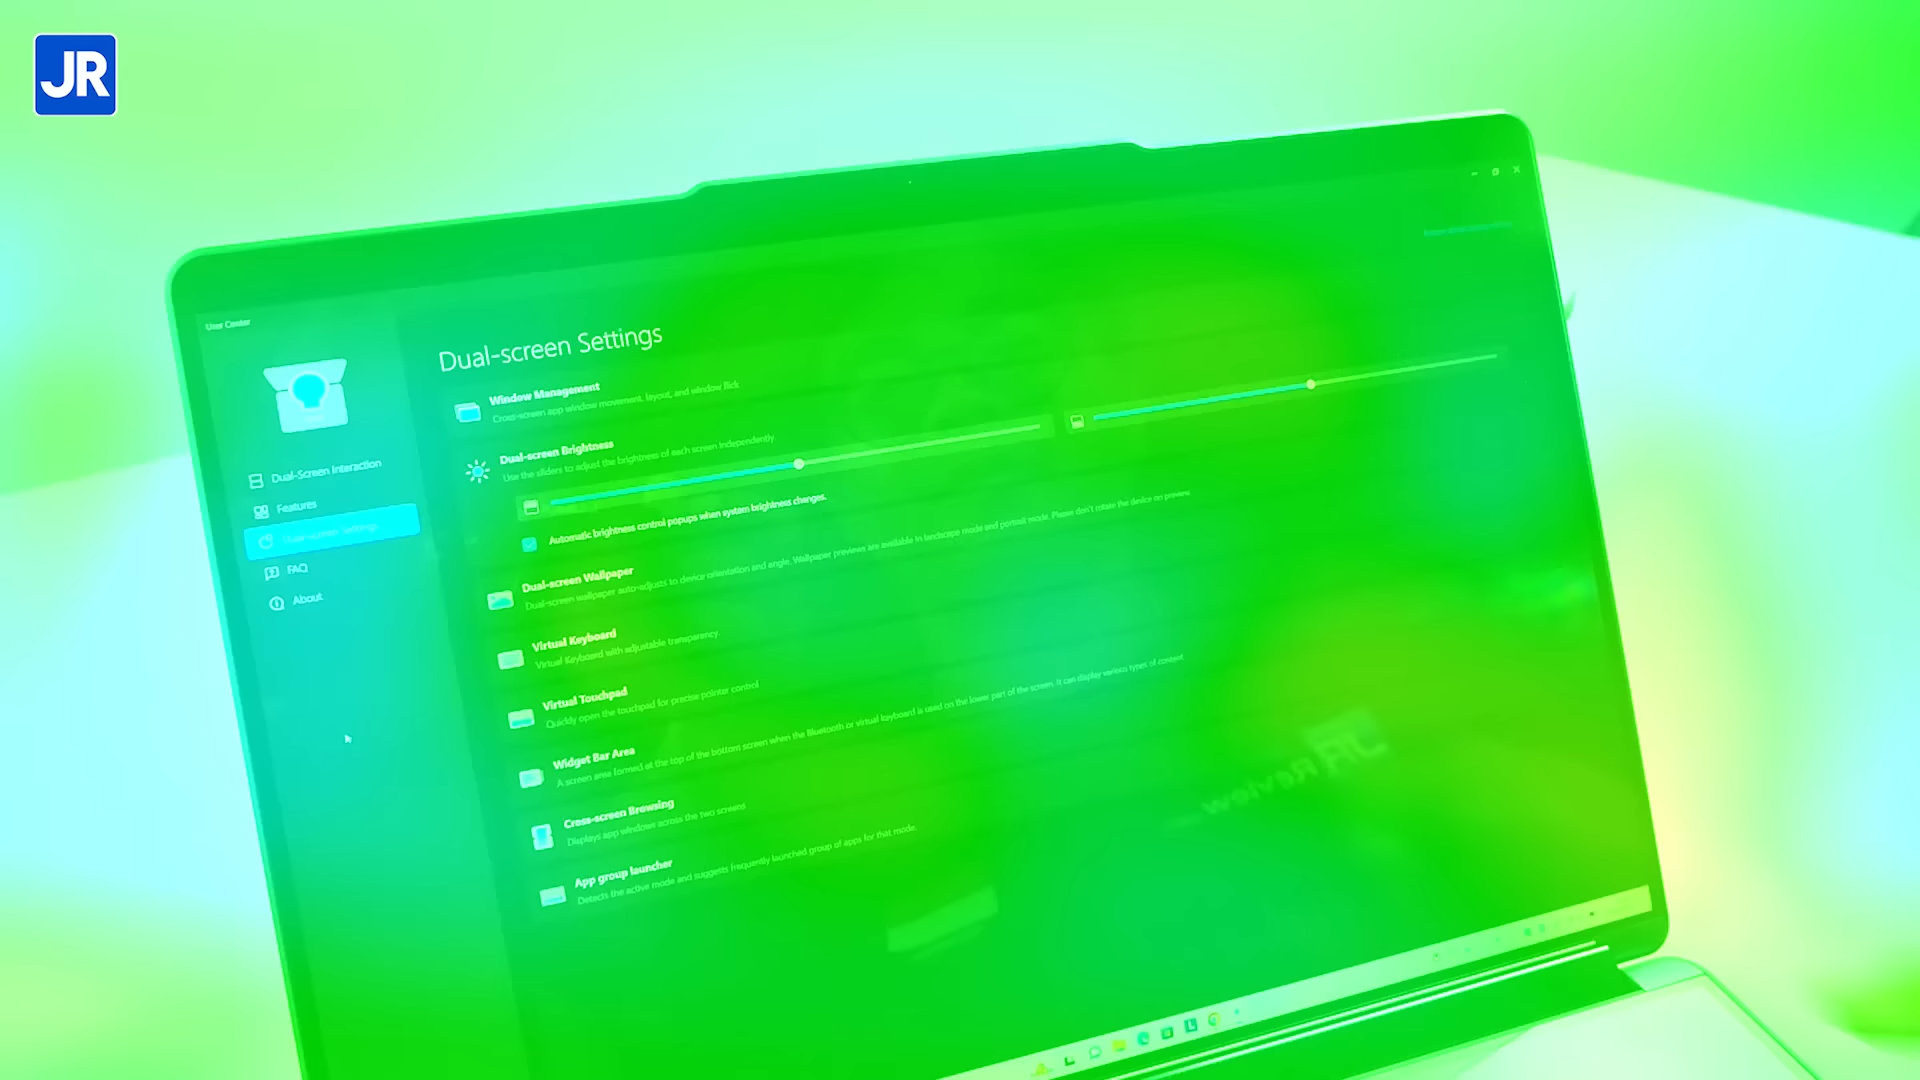 JR
User Center
Dual-screen Settings
Window Management
Cross-screen app window movement, layout, and window flick
Dual-screen Brightness
Use the sliders to adjust the brightness of each screen independently
Automatic brightness control popups when system brightness changes.
Dual-screen Wallpaper
Dual-screen wallpaper auto-adjusts to device orientation and angle. Wallpaper previews are available in landscape mode and portrait mode. Please don't rotate the device on preview.
Virtual Keyboard
Virtual Keyboard with adjustable transparency.
Virtual Touchpad
Quickly open the touchpad for precise pointer control
Widget Bar Area
A screen area formed at the top of the bottom screen when the Bluetooth or virtual keyboard is used on the lower part of the screen. It can display various types of content
Cross-screen Browsing
Displays app windows across the two screens
App group launcher
Detects the active mode and suggests frequently launched group of apps for that mode.
Dual-Screen Interaction
Features
Dual-screen Settings
FAQ
About
JR Review